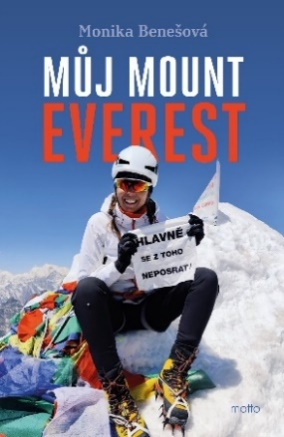 Monika Benešová
MŮJ MOUNT
EVEREST
HLAVNĚ
SE Z TOHO
NEPOSRAT!
motto